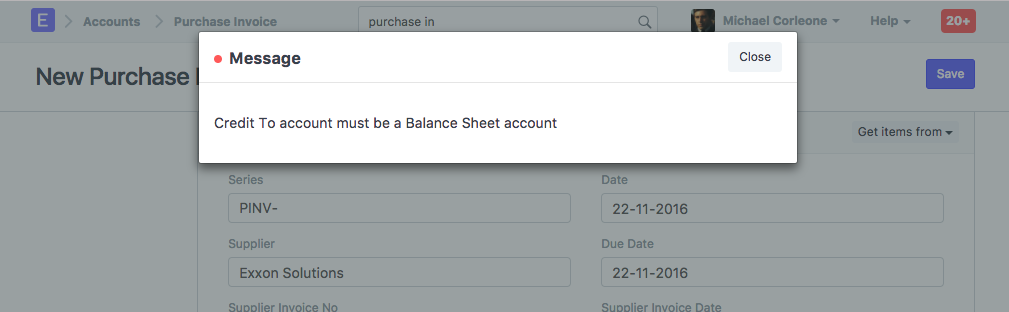 E Accounts Purchase Invoice purchase in Michael Corleone Help 20+
Message Close
New Purchase Save
Credit To account must be a Balance Sheet account
Get items from
Series Date
PINV- 22-11-2016
Supplier Due Date
Exxon Solutions 22-11-2016
Supplier Invoice No Supplier Invoice Date